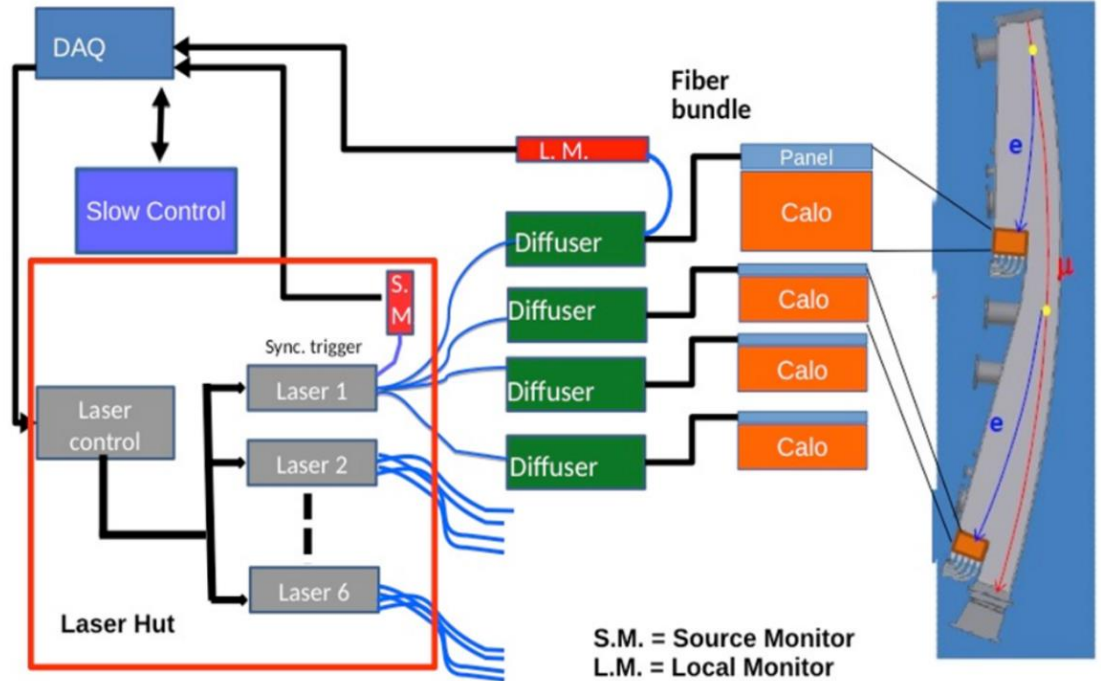 DAQ
Fiber
bundle
L. M.
Panel
e
Slow Control
Diffuser
Calo
S.
M
Diffuser
Calo
μ
Sync. trigger
Laser 1
Diffuser
Calo
Laser
control
e
Laser 2
Diffuser
Calo
Laser 6
Laser Hut
S.M. = Source Monitor
L.M. = Local Monitor